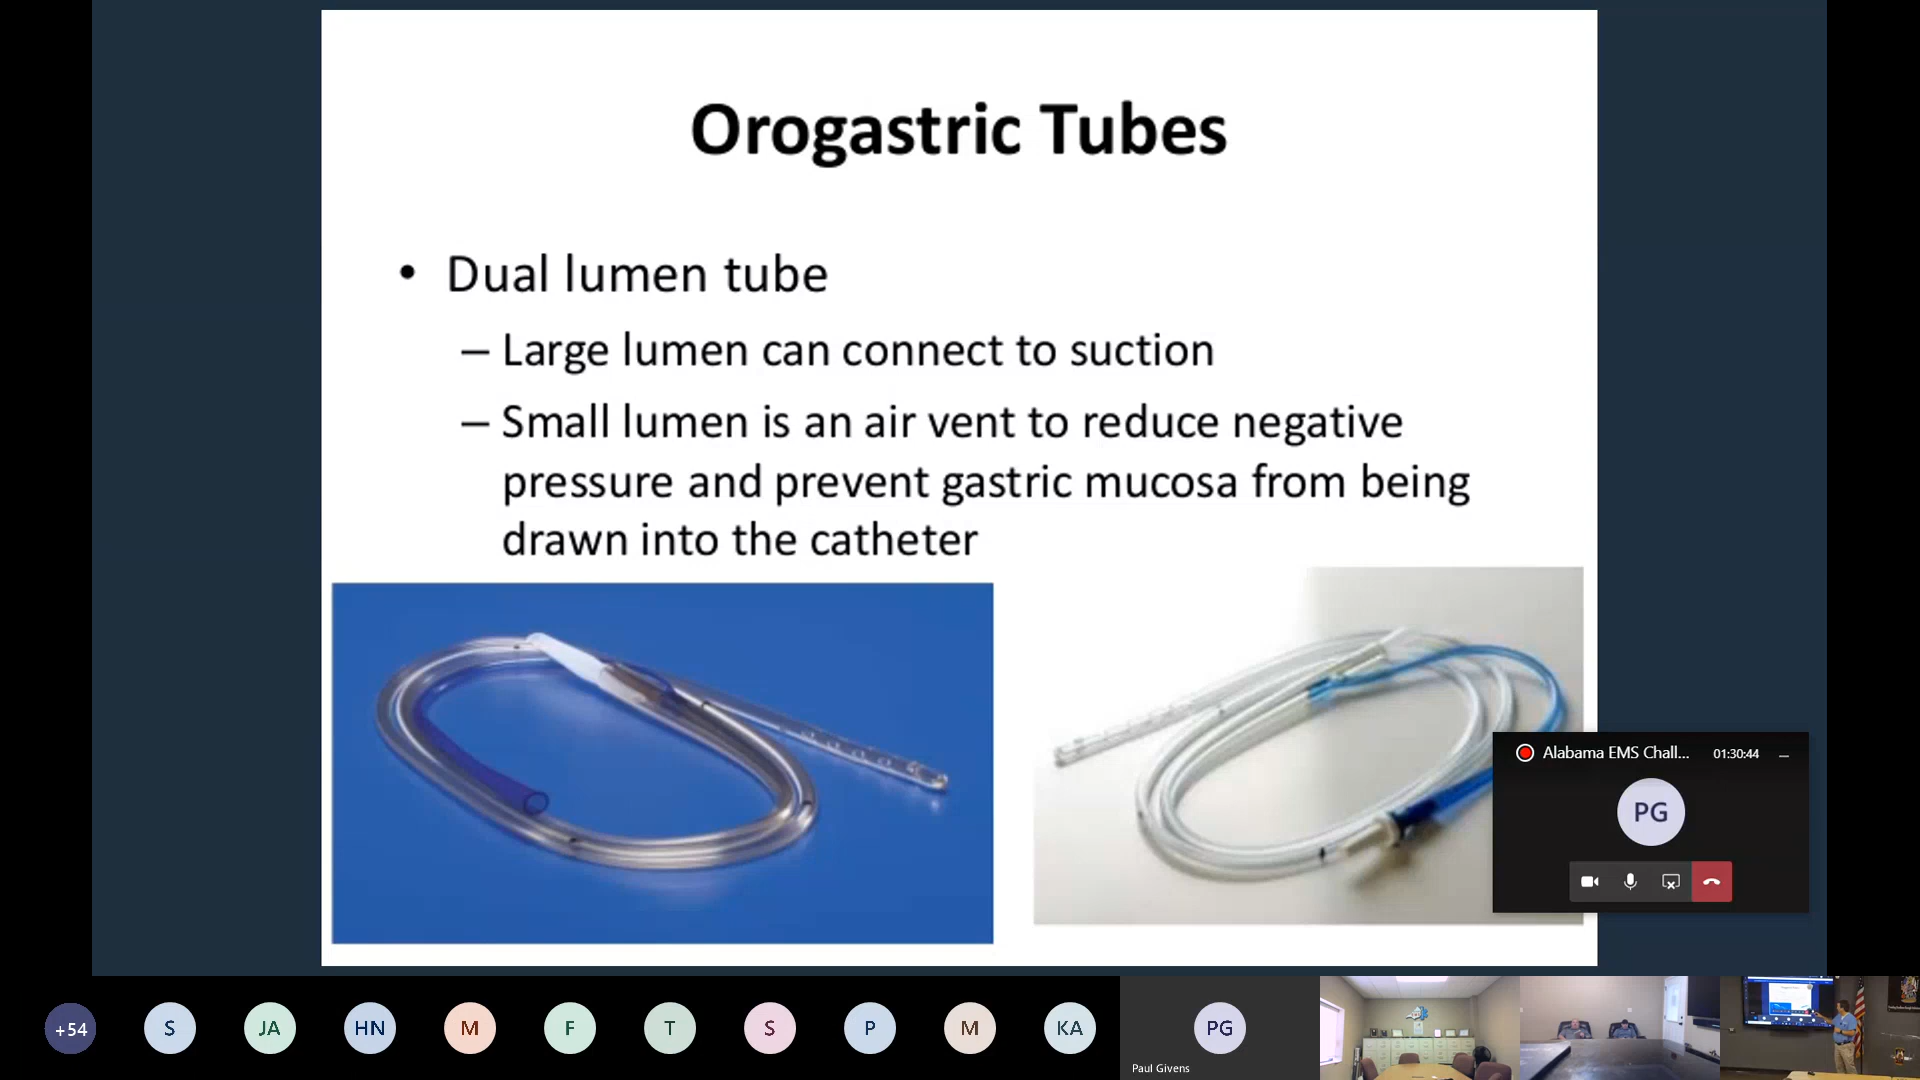 Orogastric Tubes
• Dual lumen tube
– Large lumen can connect to suction
– Small lumen is an air vent to reduce negative
pressure and prevent gastric mucosa from being
drawn into the catheter
Alabama EMS Chall... 01:30:44
PG
+54 S JA HN M F T S P M KA PG
Paul Givens